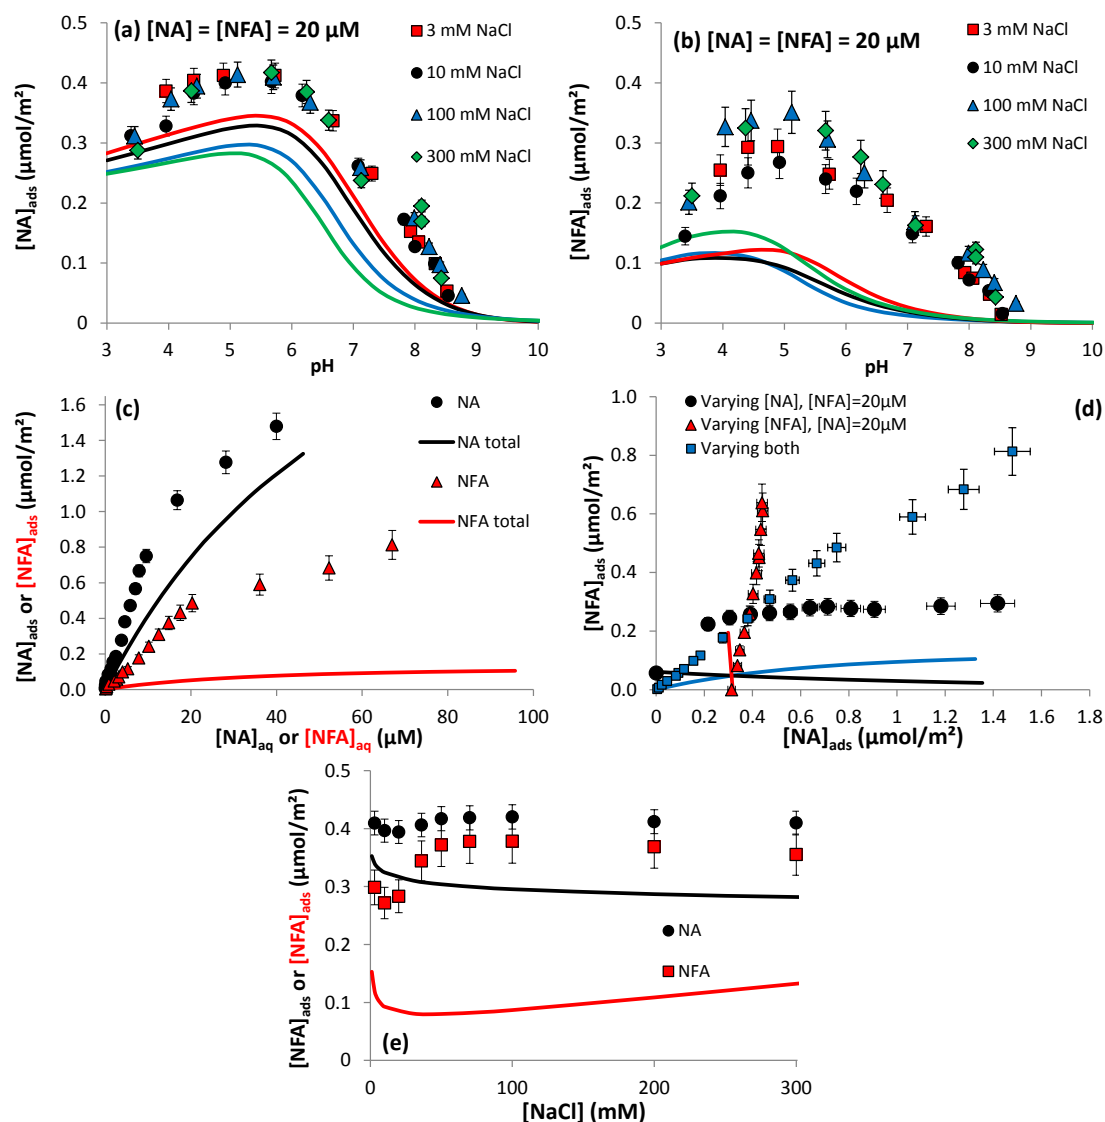 (a) [NA] = [NFA] = 20 µM
3 mM NaCl
10 mM NaCl
100 mM NaCl
300 mM NaCl
[NA]ads (µmol/m²)
0.5
0.4
0.3
0.2
0.1
0
3 4 5 6 7 8 9 10
pH
(b) [NA] = [NFA] = 20 µM
3 mM NaCl
10 mM NaCl
100 mM NaCl
300 mM NaCl
[NFA]ads (µmol/m²)
0.5
0.4
0.3
0.2
0.1
0
3 4 5 6 7 8 9 10
pH
(c)
NA
NA total
NFA
NFA total
[NA]ads or [NFA]ads (µmol/m²)
1.6
1.4
1.2
1.0
0.8
0.6
0.4
0.2
0.0
0 20 40 60 80 100
[NA]aq or [NFA]aq (µM)
(d)
Varying [NA], [NFA]=20µM
Varying [NFA], [NA]=20µM
Varying both
[NFA]ads (µmol/m²)
1.0
0.8
0.6
0.4
0.2
0.0
0 0.2 0.4 0.6 0.8 1 1.2 1.4 1.6 1.8
[NA]ads (µmol/m²)
[NFA]ads or [NFA]ads (µmol/m²)
0.5
0.4
0.3
0.2
0.1
0
NA
NFA
(e)
0 100 200 300
[NaCl] (mM)